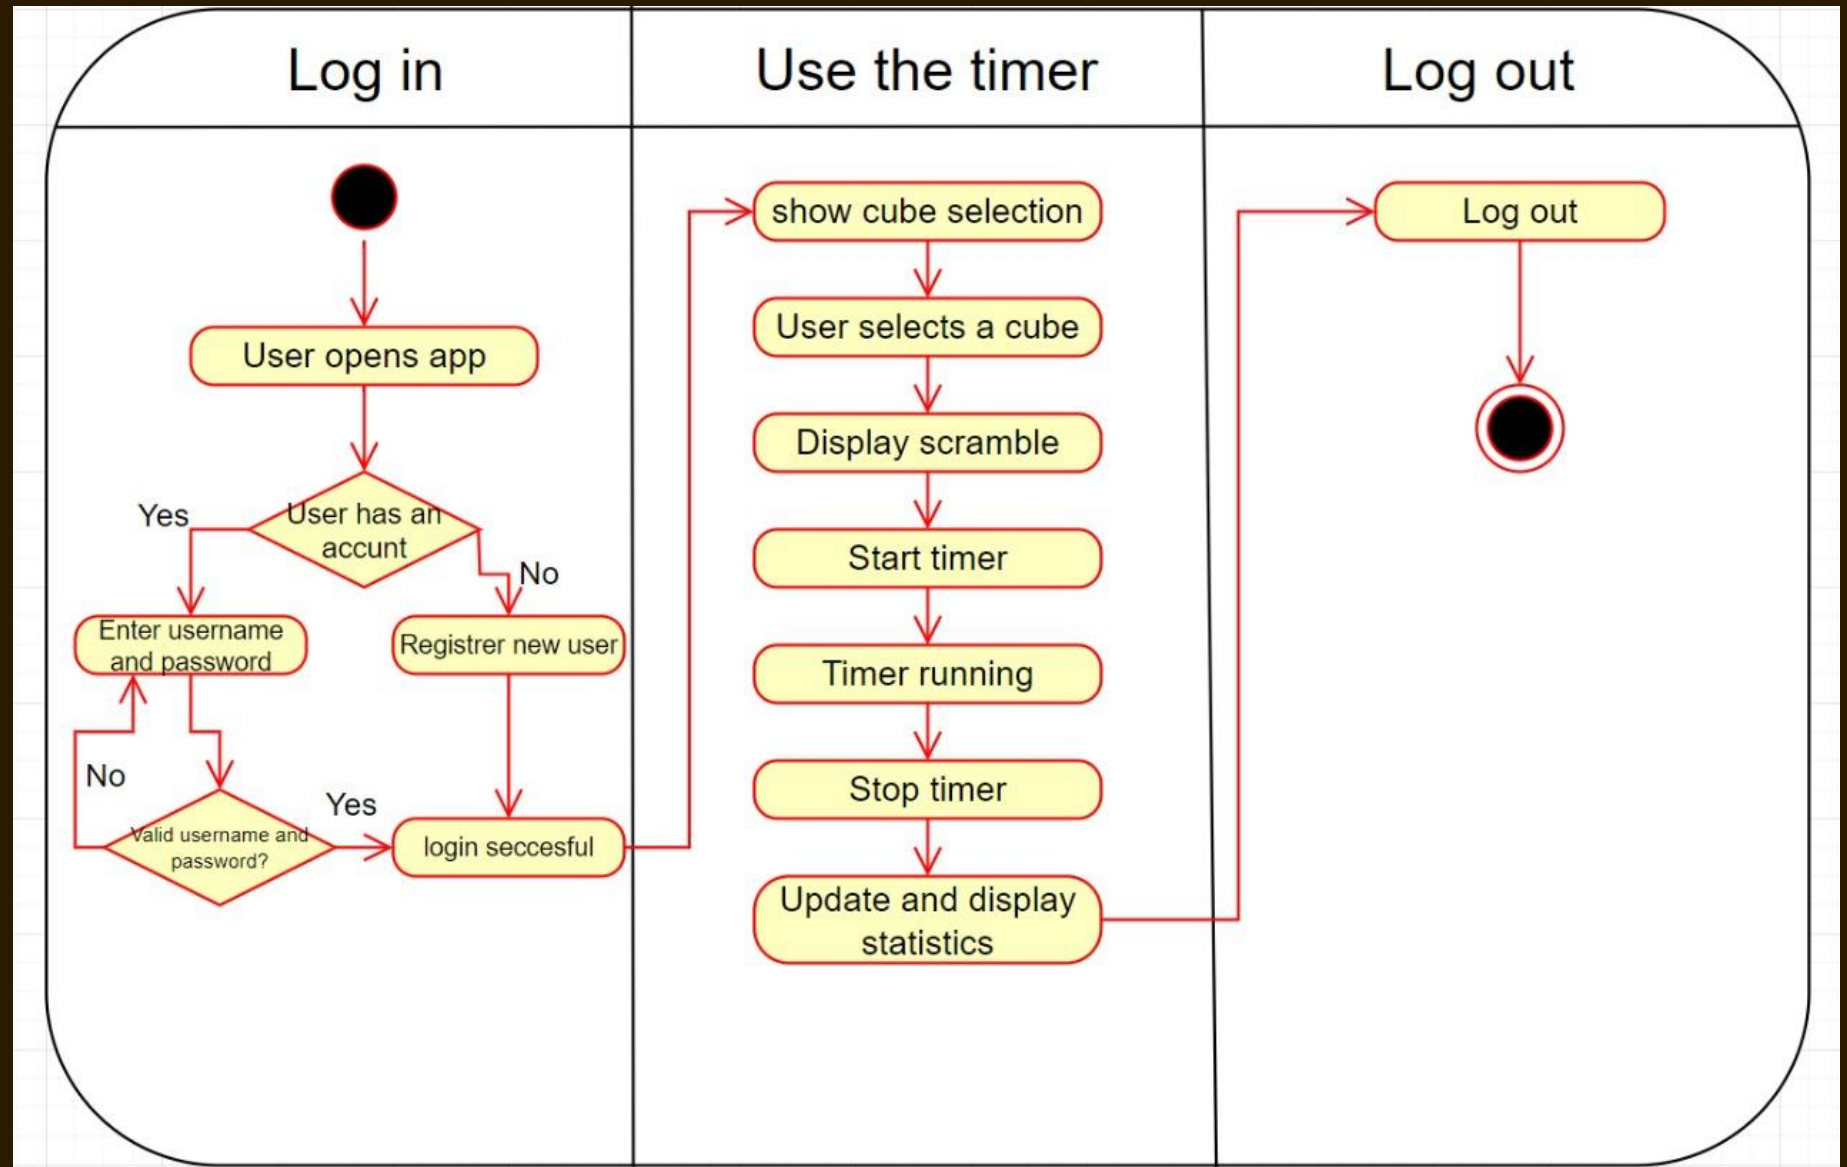 Log in
Use the timer
Log out
User opens app
User has an
accunt
Yes
No
Enter username
and password
Registrer new user
No
Valid username and
password?
Yes
login seccesful
show cube selection
User selects a cube
Display scramble
Start timer
Timer running
Stop timer
Update and display
statistics
Log out